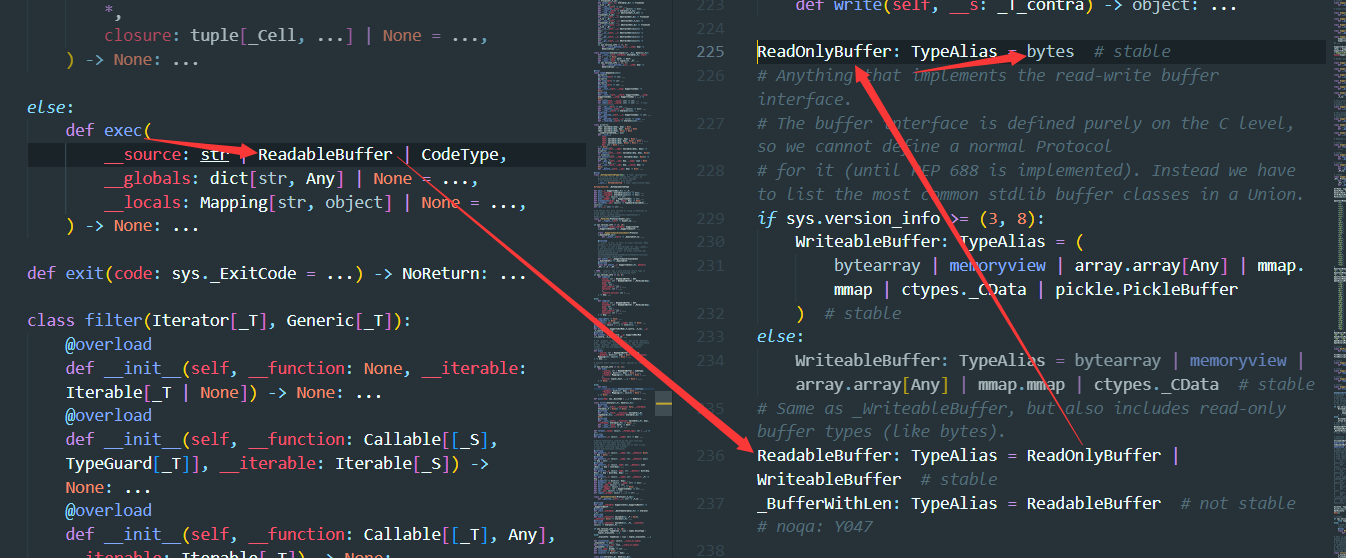 *,
closure: tuple[_Cell, ...] | None = ...,
) -> None: ...
else:
def exec(
__source: str | ReadableBuffer | CodeType,
__globals: dict[str, Any] | None = ...,
__locals: Mapping[str, object] | None = ...,
) -> None: ...
def exit(code: sys._ExitCode = ...) -> NoReturn: ...
class filter(Iterator[_T], Generic[_T]):
@overload
def __init__(self, __function: None, __iterable:
Iterable[_T | None]) -> None: ...
@overload
def __init__(self, __function: Callable[[_S],
TypeGuard[_T]], __iterable: Iterable[_S]) ->
None: ...
@overload
def __init__(self, __function: Callable[[_T], Any],
__iterable: Iterable[_T]) -> None:
223 def write(self, __s: _T_contra) -> object: ...
224
225 ReadOnlyBuffer: TypeAlias = bytes # stable
226 # Anything that implements the read-write buffer
interface.
227 # The buffer interface is defined purely on the C level,
so we cannot define a normal Protocol
228 # for it (until PEP 688 is implemented). Instead we have
to list the most common stdlib buffer classes in a Union.
229 if sys.version_info >= (3, 8):
230 WriteableBuffer: TypeAlias = (
231 bytearray | memoryview | array.array[Any] | mmap.
mmap | ctypes._CData | pickle.PickleBuffer
232 ) # stable
233 else:
234 WriteableBuffer: TypeAlias = bytearray | memoryview |
array.array[Any] | mmap.mmap | ctypes._CData # stable
235 # Same as _WriteableBuffer, but also includes read-only
buffer types (like bytes).
236 ReadableBuffer: TypeAlias = ReadOnlyBuffer |
WriteableBuffer # stable
237 _BufferWithLen: TypeAlias = ReadableBuffer # not stable
# noqa: Y047
238